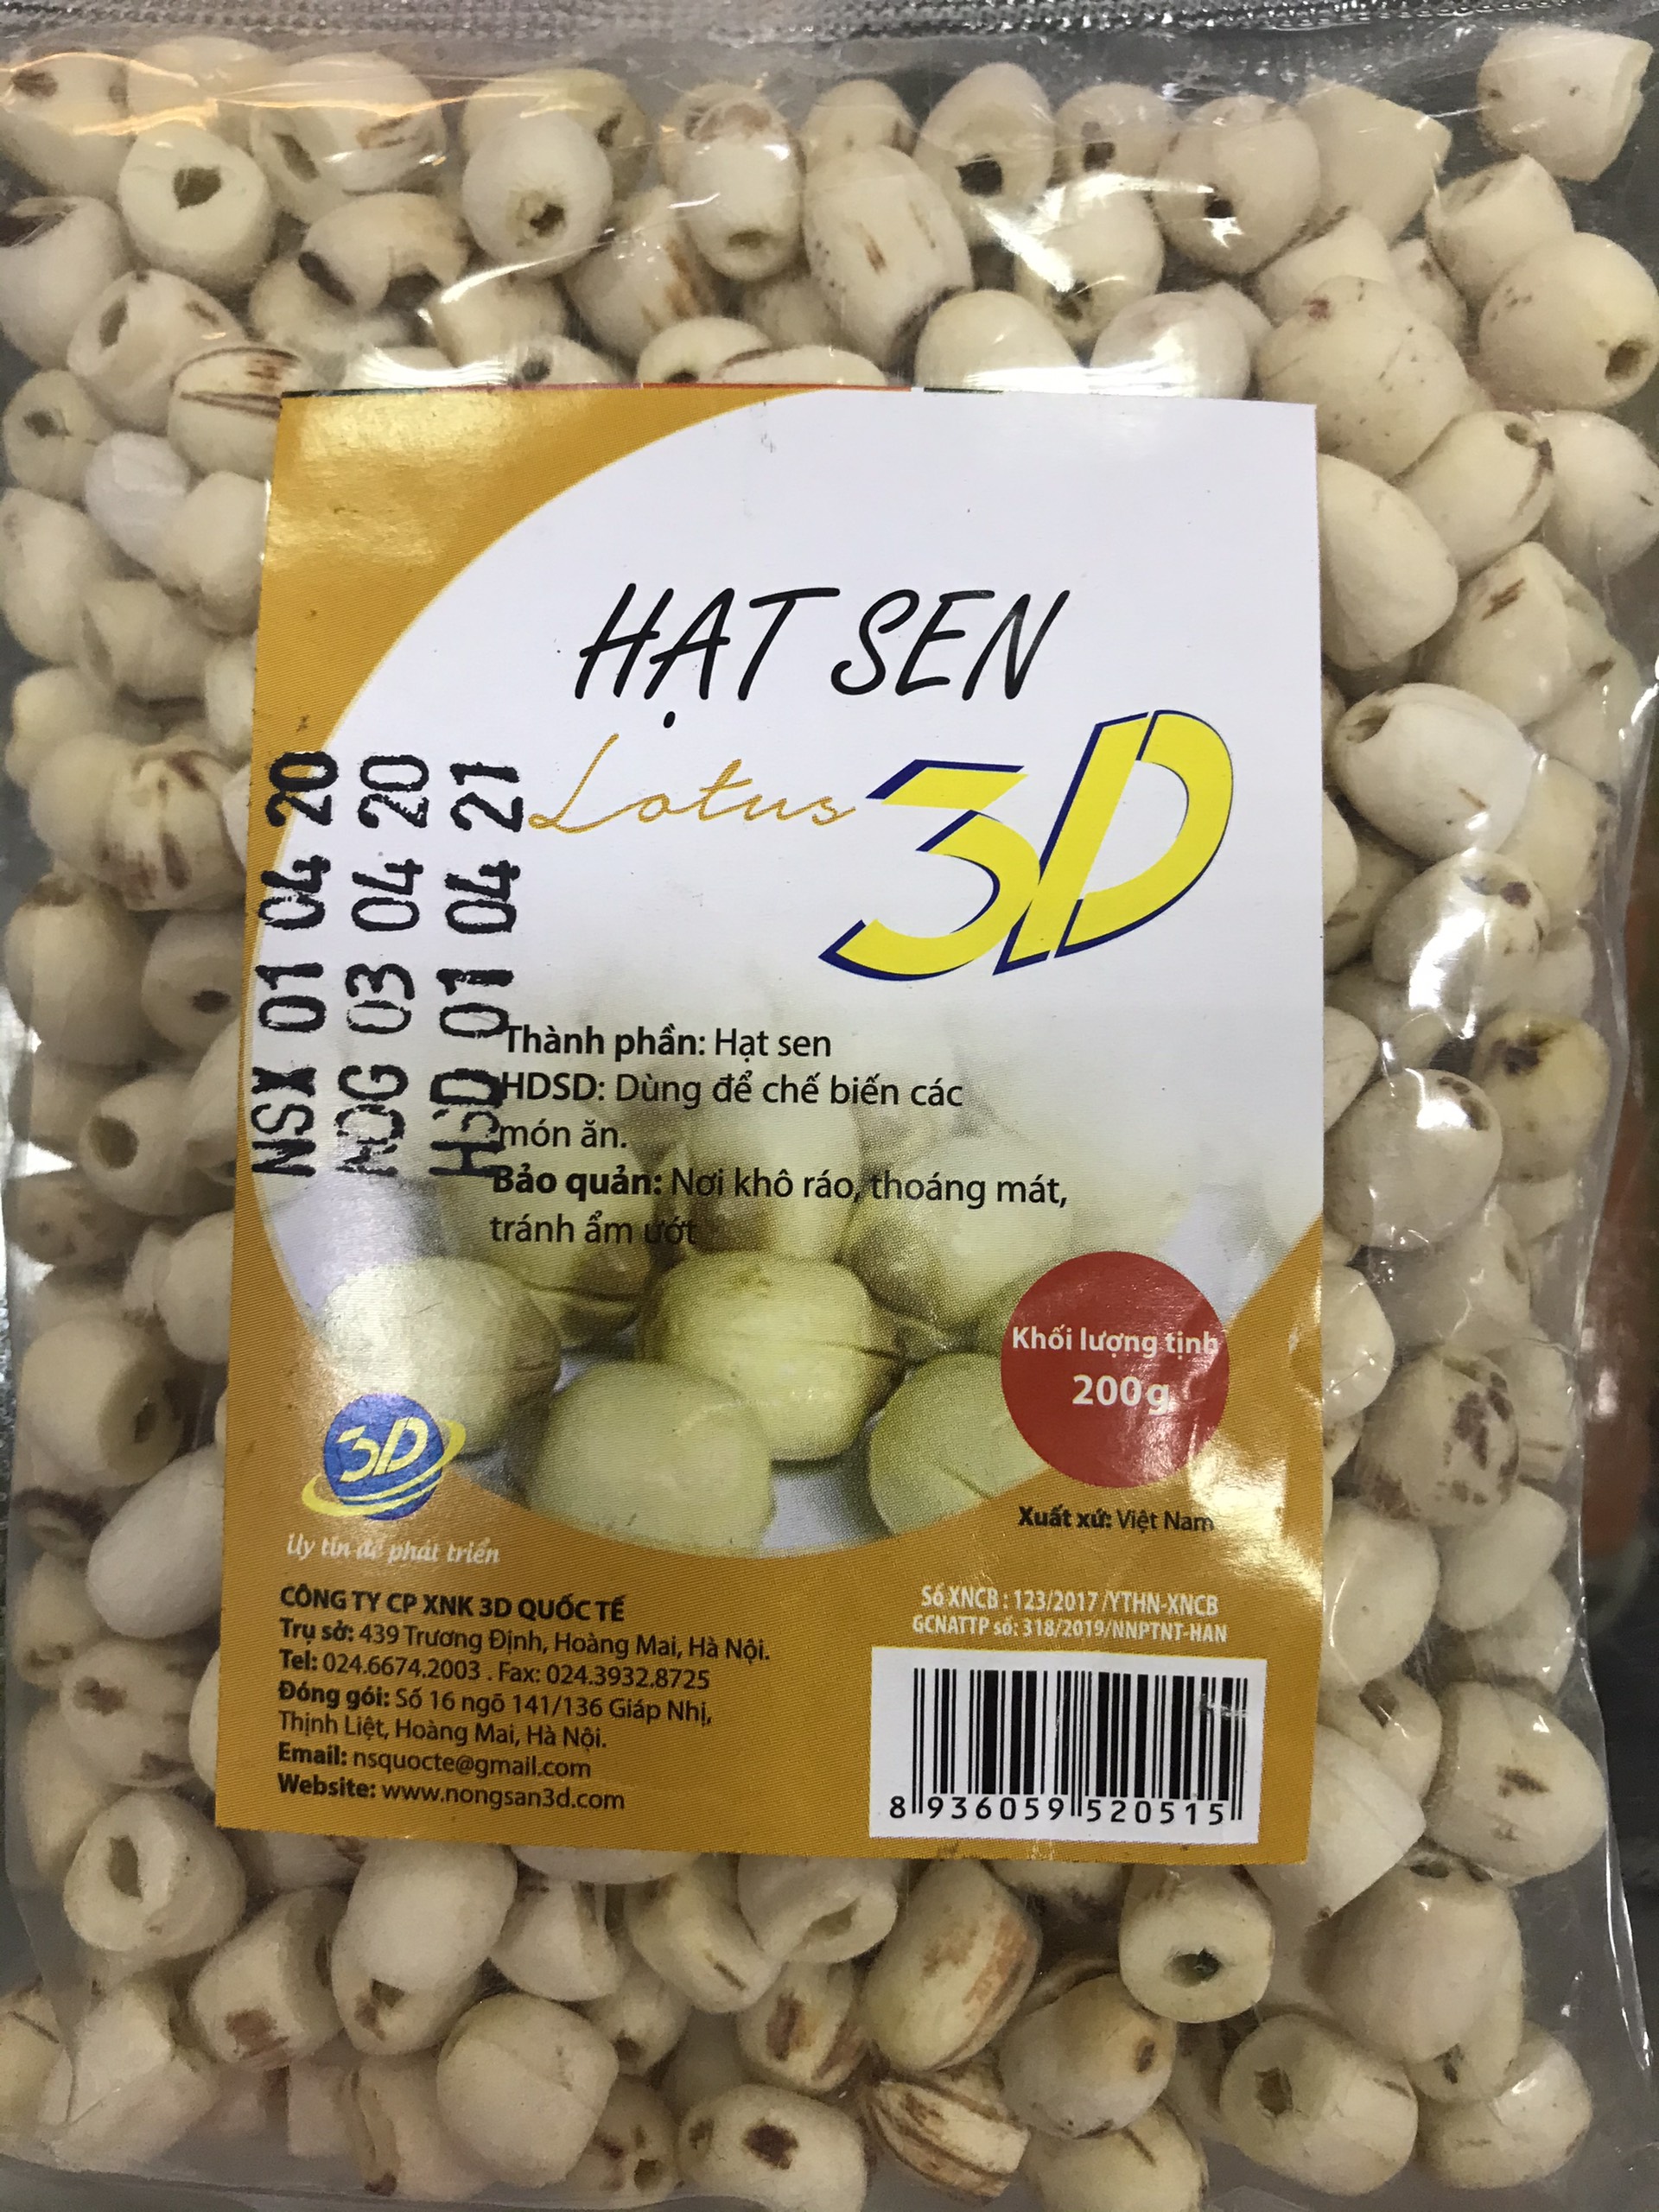 HẠT SEN
Lotus
3D
NSX 01 04 20
NĐG 03 04 20
HSD 01 04 21
Thành phần: Hạt sen
HDSD: Dùng để chế biến các
món ăn.
Bảo quản: Nơi khô ráo, thoáng mát,
tránh ẩm ướt
Khối lượng tịnh
200g
Xuất xứ: Việt Nam
3D
Uy tín để phát triển
CÔNG TY CP XNK 3D QUỐC TẾ
Trụ sở: 439 Trương Định, Hoàng Mai, Hà Nội.
Tel: 024.6674.2003 . Fax: 024.3932.8725
Đóng gói: Số 16 ngõ 141/136 Giáp Nhị,
Thịnh Liệt, Hoàng Mai, Hà Nội.
Email: nsquocte@gmail.com
Website: www.nongsan3d.com
Số XNCB : 123/2017 /YTHN-XNCB
GCNATTP số: 318/2019/NNPTNT-HAN
8 936059 520515